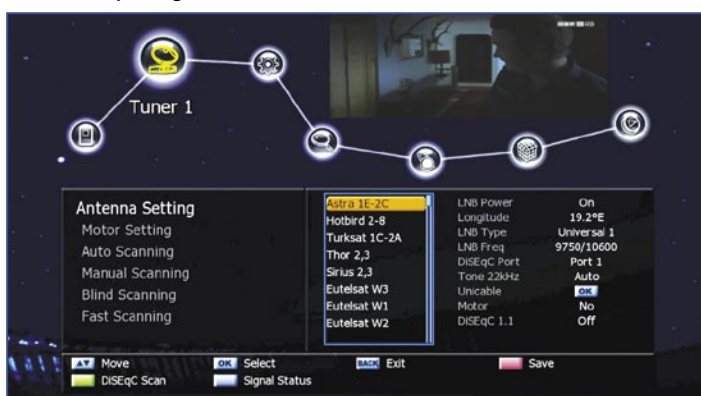 Tuner 1
Antenna Setting
Motor Setting
Auto Scanning
Manual Scanning
Blind Scanning
Fast Scanning
Astra 1E-2C
Hotbird 2-8
Turksat 1C-2A
Thor 2,3
Sirius 2,3
Eutelsat W3
Eutelsat W1
Eutelsat W2
LNB Power On
Longitude 19.2°E
LNB Type Universal 1
LNB Freq 9750/10600
DiSEqC Port Port 1
Tone 22kHz Auto
Unicable OK
Motor No
DiSEqC 1.1 Off
Move OK Select BACK Exit Save
DiSEqC Scan Signal Status